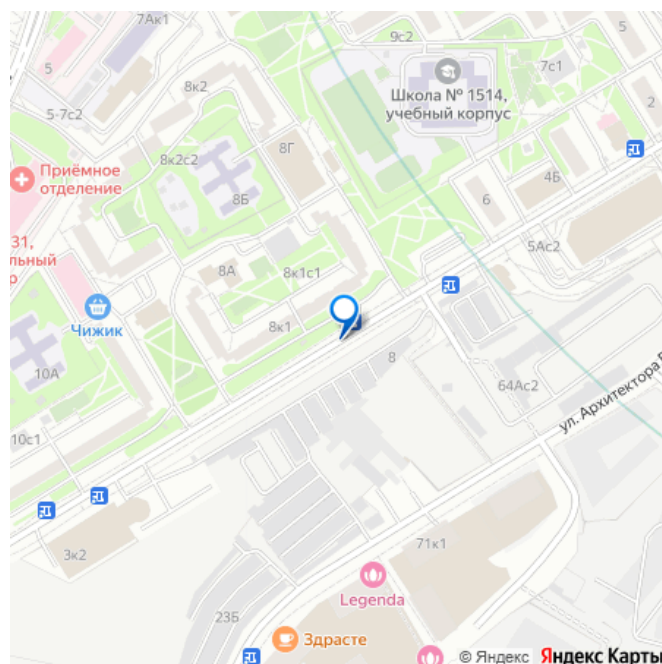 7Ак1
9с2
5
8к2
Школа № 1514,
учебный корпус
7с1
2
5-7с2
8к2с2
8Г
Приёмное
отделение
8Б
4Б
6
31,
льный
р
8А
8к1с1
5Ас2
Чижик
8к1
10А
8
64Ас2
ул. Архитектора
10с1
3к2
71к1
Legenda
23Б
Здрасте
© Яндекс Яндекс Карты